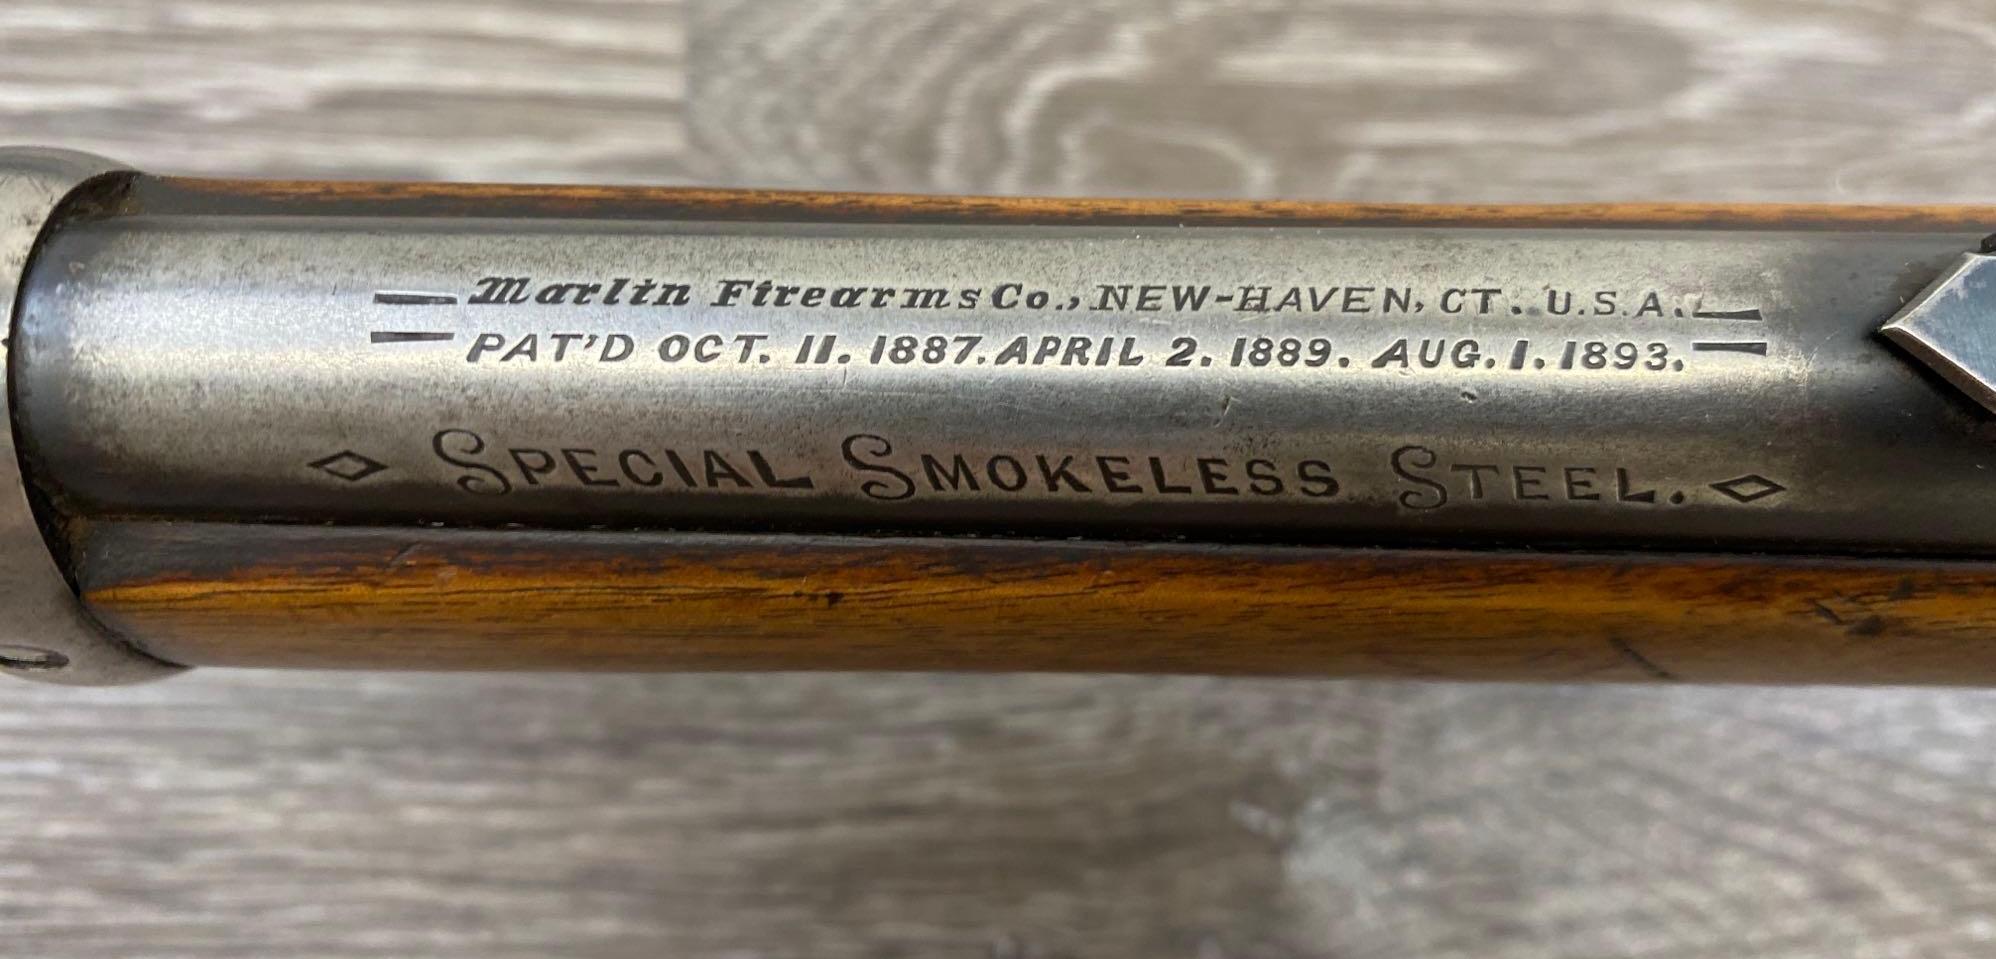 Marlin Firearms Co., NEW-HAVEN, CT. U.S.A.
PAT'D OCT. 11. 1887. APRIL 2. 1889. AUG. 1. 1893.
SPECIAL SMOKELESS STEEL.